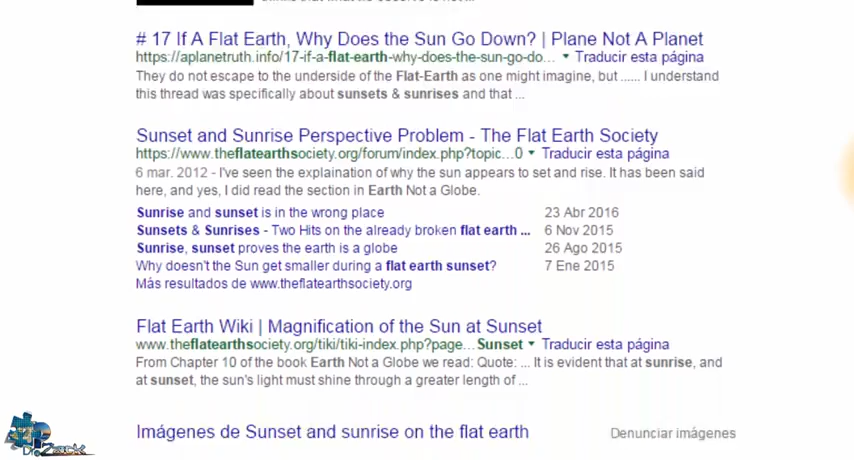 # 17 If A Flat Earth, Why Does the Sun Go Down? | Plane Not A Planet
https://aplanetruth.info/17-if-a-flat-earth-why-does-the-sun-go-do... Traducir esta página
They do not escape to the underside of the Flat-Earth as one might imagine, but ...... I understand
this thread was specifically about sunsets & sunrises and that ...
Sunset and Sunrise Perspective Problem - The Flat Earth Society
https://www.theflatearthsociety.org/forum/index.php?topic...0 Traducir esta página
6 mar. 2012 - I've seen the explaination of why the sun appears to set and rise. It has been said
here, and yes, I did read the section in Earth Not a Globe.
Sunrise and sunset is in the wrong place 23 Abr 2016
Sunsets & Sunrises - Two Hits on the already broken flat earth ... 6 Nov 2015
Sunrise, sunset proves the earth is a globe 26 Ago 2015
Why doesn't the Sun get smaller during a flat earth sunset? 7 Ene 2015
Más resultados de www.theflatearthsociety.org
Flat Earth Wiki | Magnification of the Sun at Sunset
www.theflatearthsociety.org/tiki/tiki-index.php?page... Sunset Traducir esta página
From Chapter 10 of the book Earth Not a Globe we read: Quote: ... It is evident that at sunrise, and
at sunset, the sun's light must shine through a greater length of ...
Imágenes de Sunset and sunrise on the flat earth Denunciar imágenes